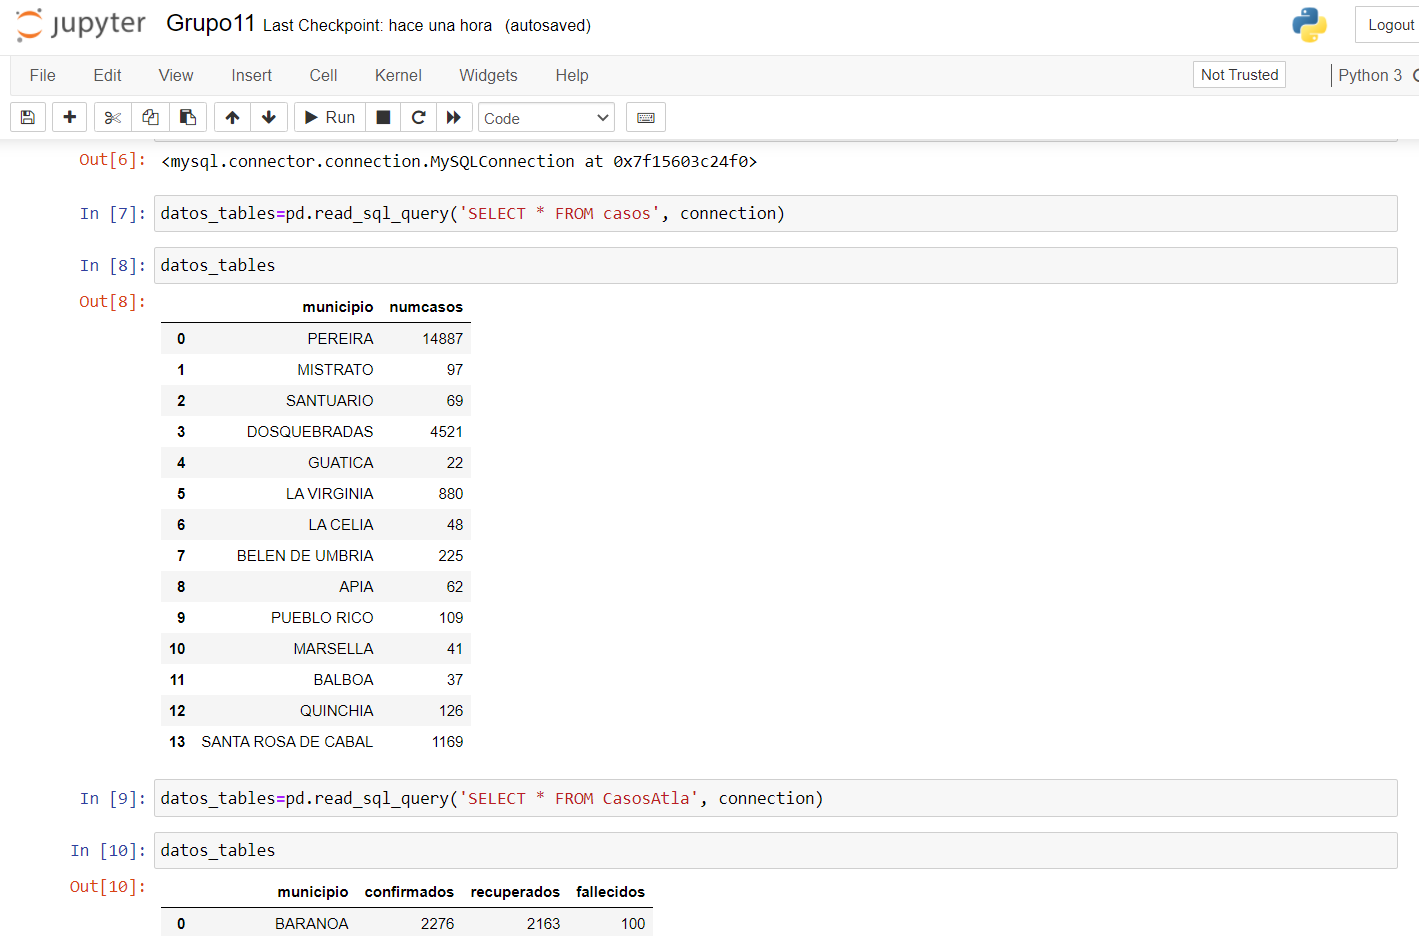 jupyter Grupo11 Last Checkpoint: hace una hora (autosaved) Logout
File Edit View Insert Cell Kernel Widgets Help Not Trusted Python 3
Run Code
Out[6]: <mysql.connector.connection.MySQLConnection at 0x7f15603c24f0>
In [7]: datos_tables=pd.read_sql_query('SELECT * FROM casos', connection)
In [8]: datos_tables
Out[8]:
municipio numcasos
0 PEREIRA 14887
1 MISTRATO 97
2 SANTUARIO 69
3 DOSQUEBRADAS 4521
4 GUATICA 22
5 LA VIRGINIA 880
6 LA CELIA 48
7 BELEN DE UMBRIA 225
8 APIA 62
9 PUEBLO RICO 109
10 MARSELLA 41
11 BALBOA 37
12 QUINCHIA 126
13 SANTA ROSA DE CABAL 1169
In [9]: datos_tables=pd.read_sql_query('SELECT * FROM CasosAtla', connection)
In [10]: datos_tables
Out[10]:
municipio confirmados recuperados fallecidos
0 BARANOA 2276 2163 100